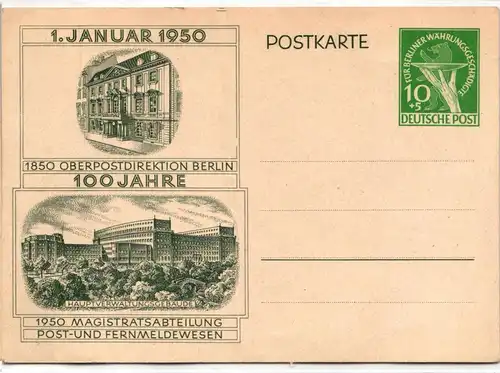 1. JANUAR 1950
1850 OBERPOSTDIREKTION BERLIN
100 JAHRE
HAUPTVERWALTUNGSGEBÄUDE
1950 MAGISTRATSABTEILUNG
POST-UND FERNMELDEWESEN
POSTKARTE
FÜR BERLINER WÄHRUNGSGESCHÄDIGTE
10
+5
DEUTSCHE POST